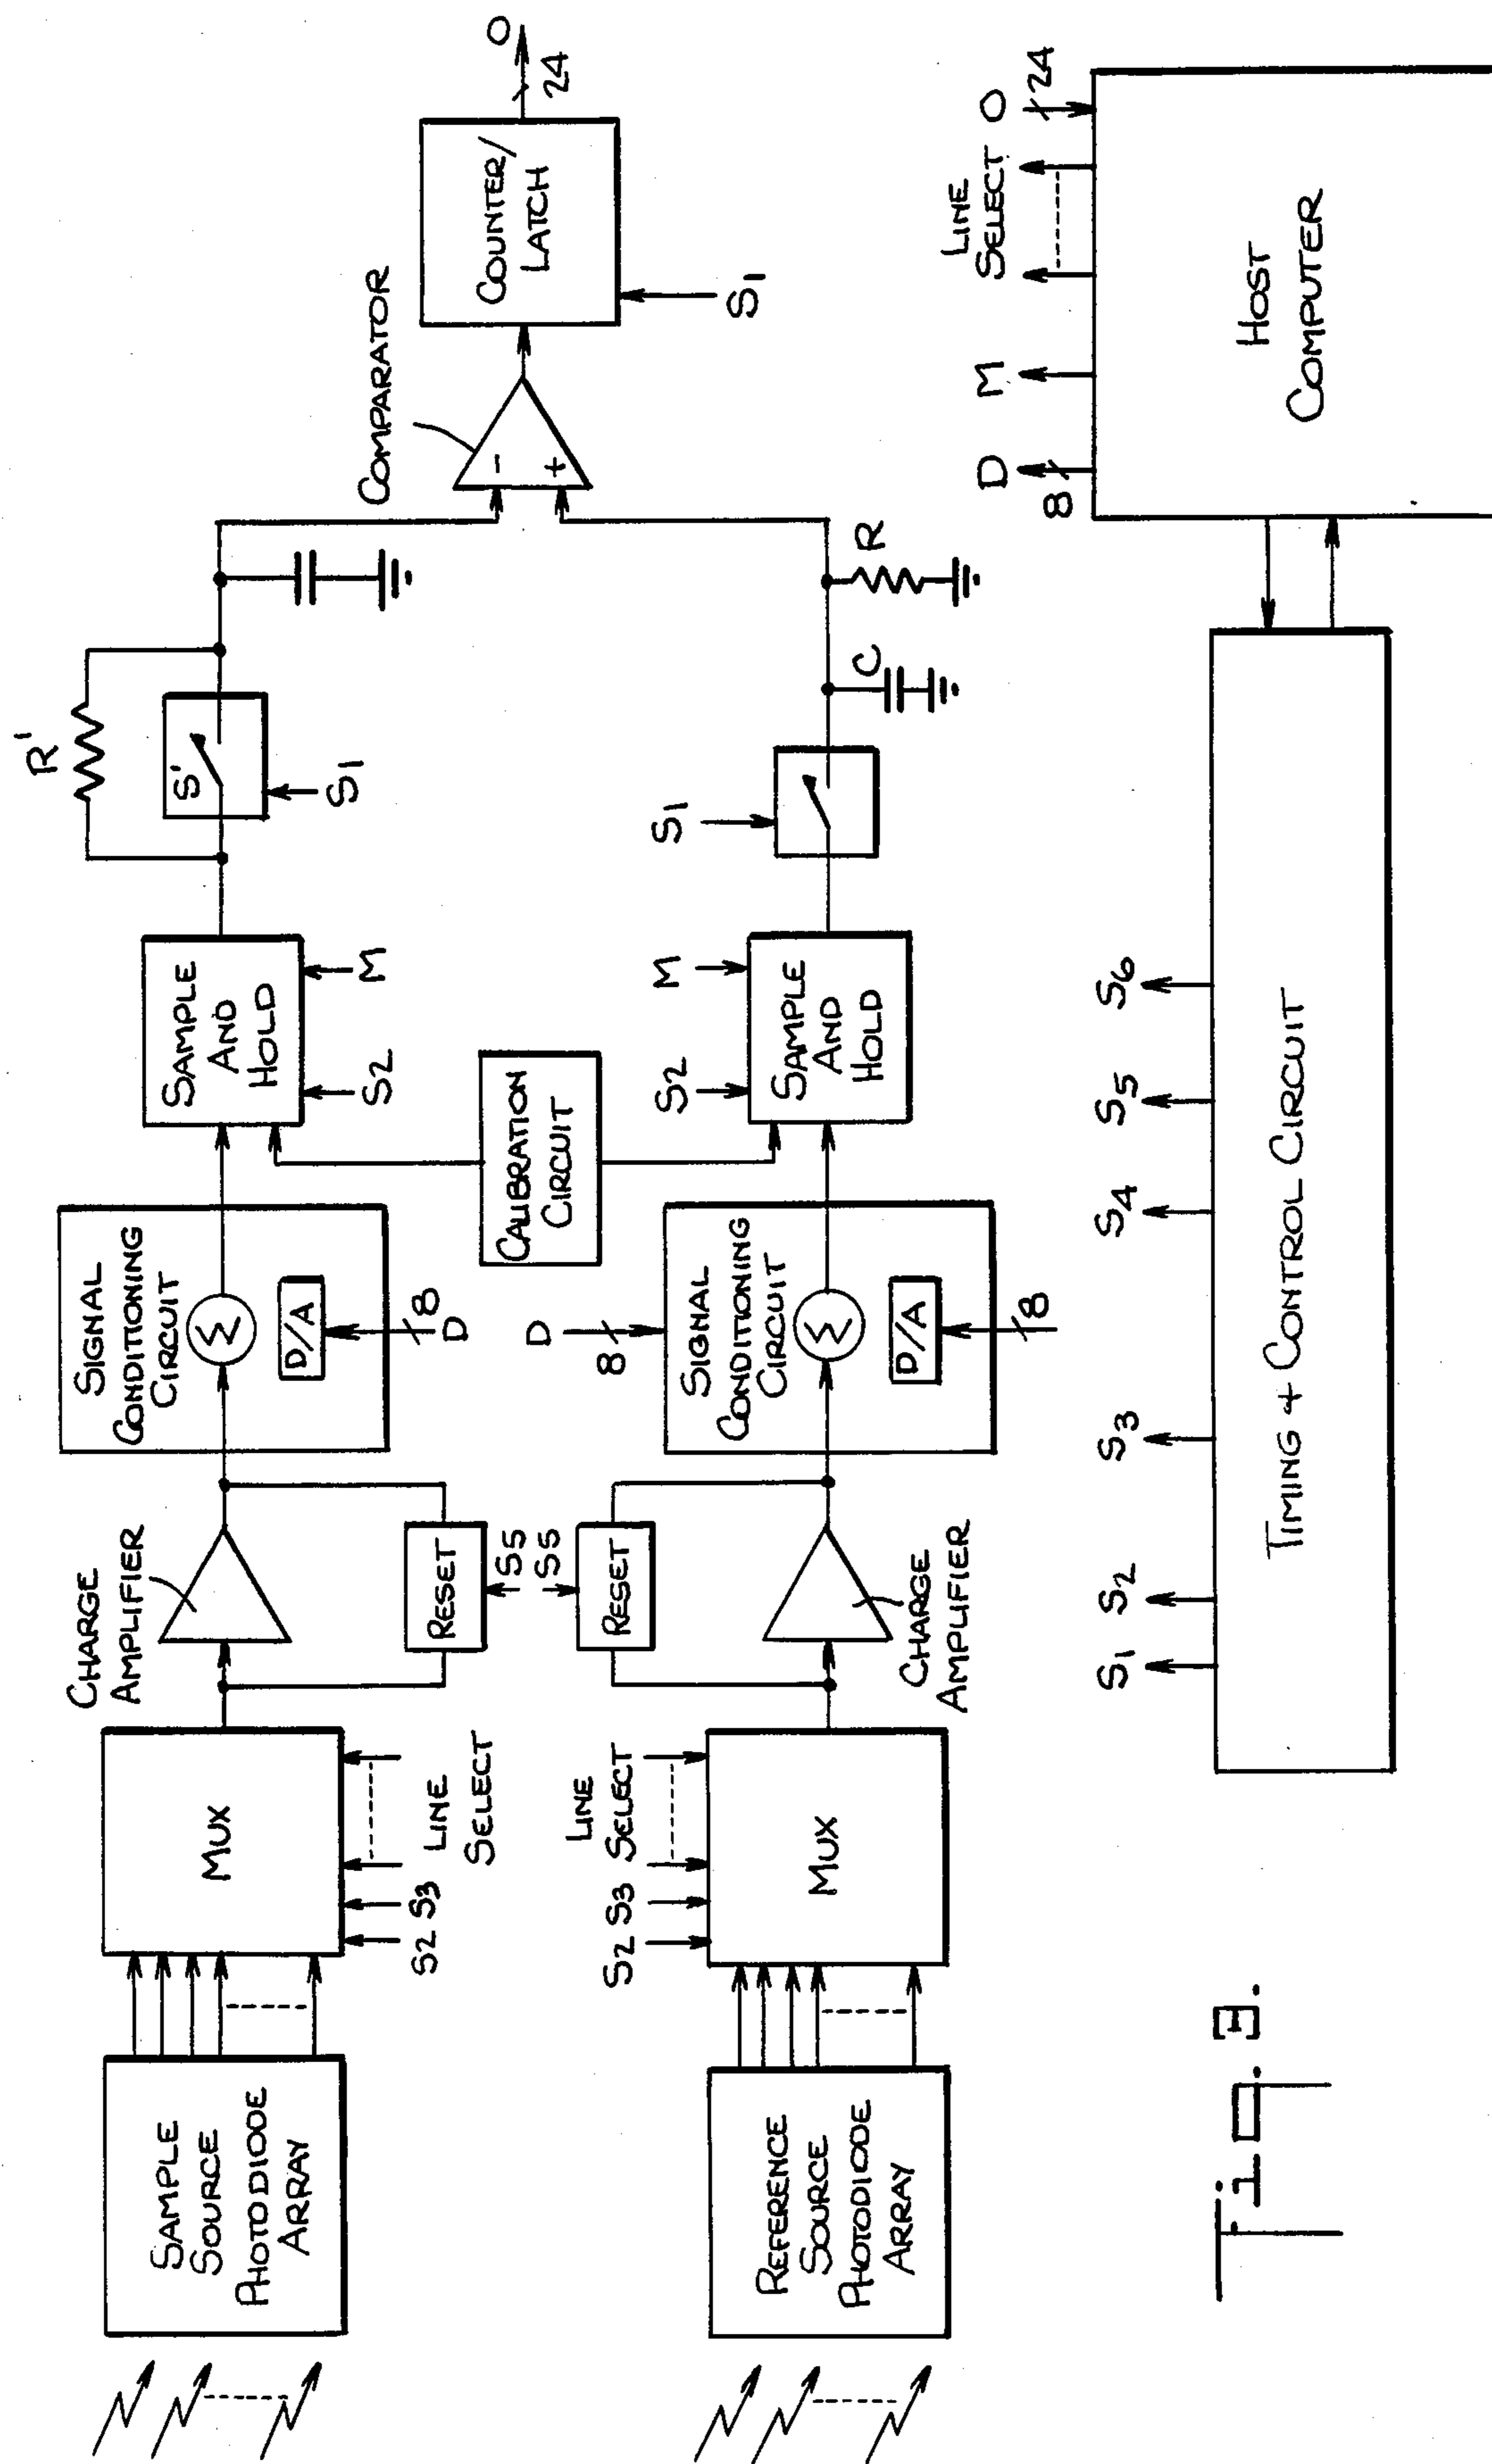 SAMPLE
SOURCE
PHOTODIODE
ARRAY
MUX
S2
S3
LINE
SELECT
CHARGE
AMPLIFIER
RESET
S5
SIGNAL
CONDITIONING
CIRCUIT
Σ
D/A
8
D
SAMPLE
AND
HOLD
S2
M
R'
S'
S1
COMPARATOR
-
+
COUNTER/
LATCH
S1
O
24
CALIBRATION
CIRCUIT
REFERENCE
SOURCE
PHOTODIODE
ARRAY
MUX
S2
S3
LINE
SELECT
CHARGE
AMPLIFIER
RESET
S5
D
8
SIGNAL
CONDITIONING
CIRCUIT
Σ
D/A
8
S2
M
SAMPLE
AND
HOLD
S1
C
R
S1
S2
S3
S4
S5
S6
TIMING + CONTROL CIRCUIT
D
8
M
LINE
SELECT
O
24
HOST
COMPUTER
Fig. 3.